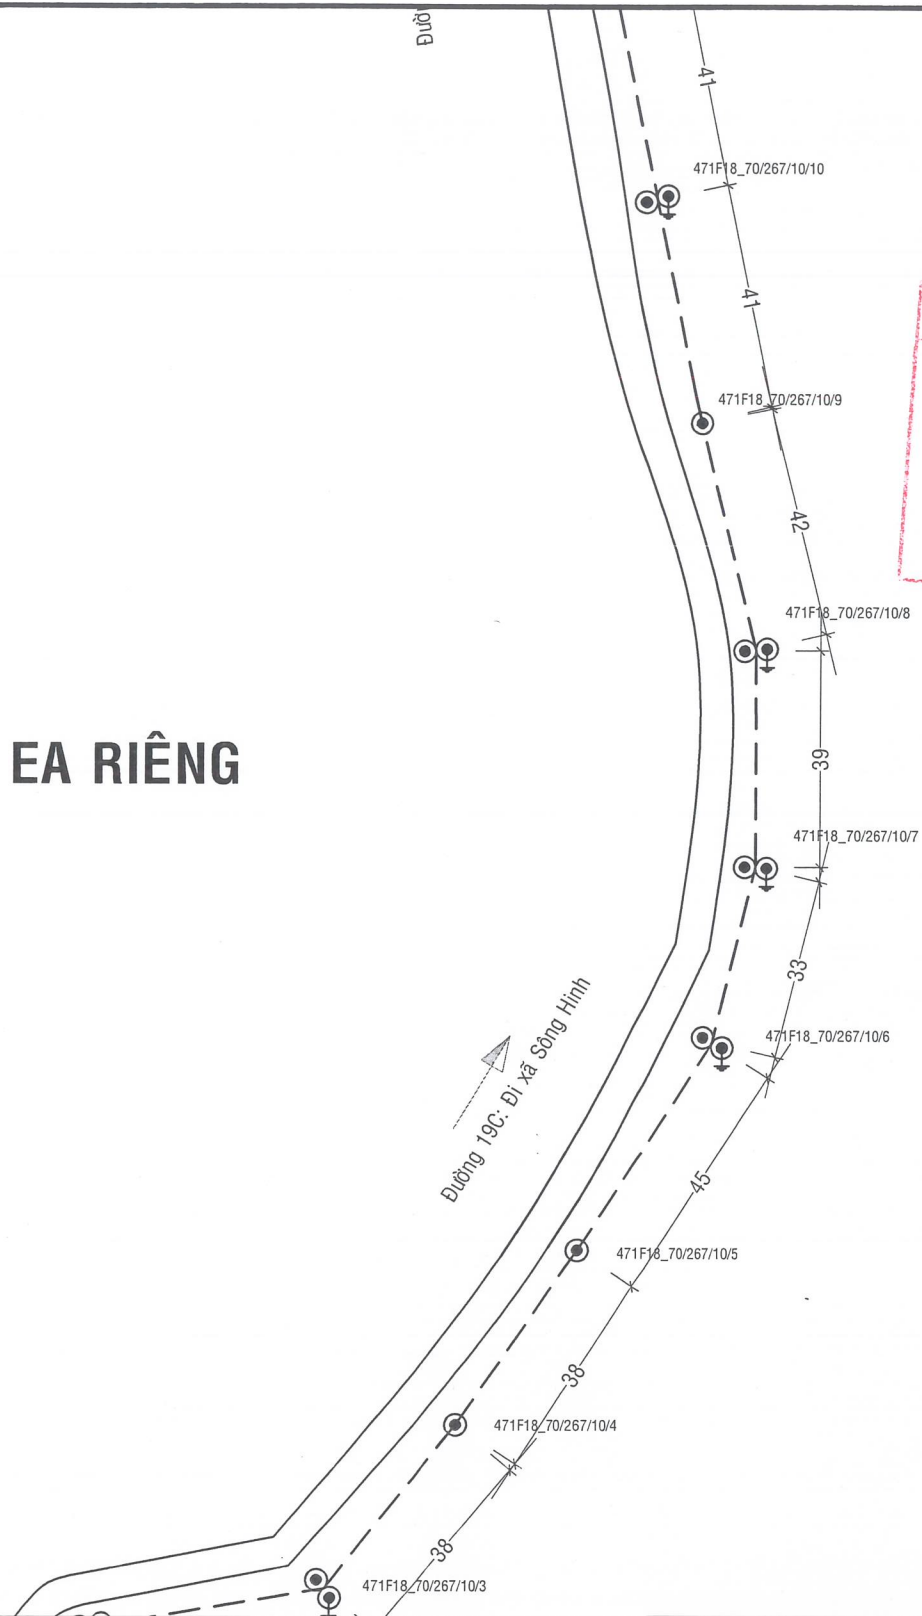 41
471F18_70/267/10/10
41
471F18_70/267/10/9
42
471F18_70/267/10/8
EA RIÊNG
39
471F18_70/267/10/7
33
471F18_70/267/10/6
Đường 19C: Đi xã Sông Hinh
45
471F18_70/267/10/5
38
471F18_70/267/10/4
38
471F18_70/267/10/3